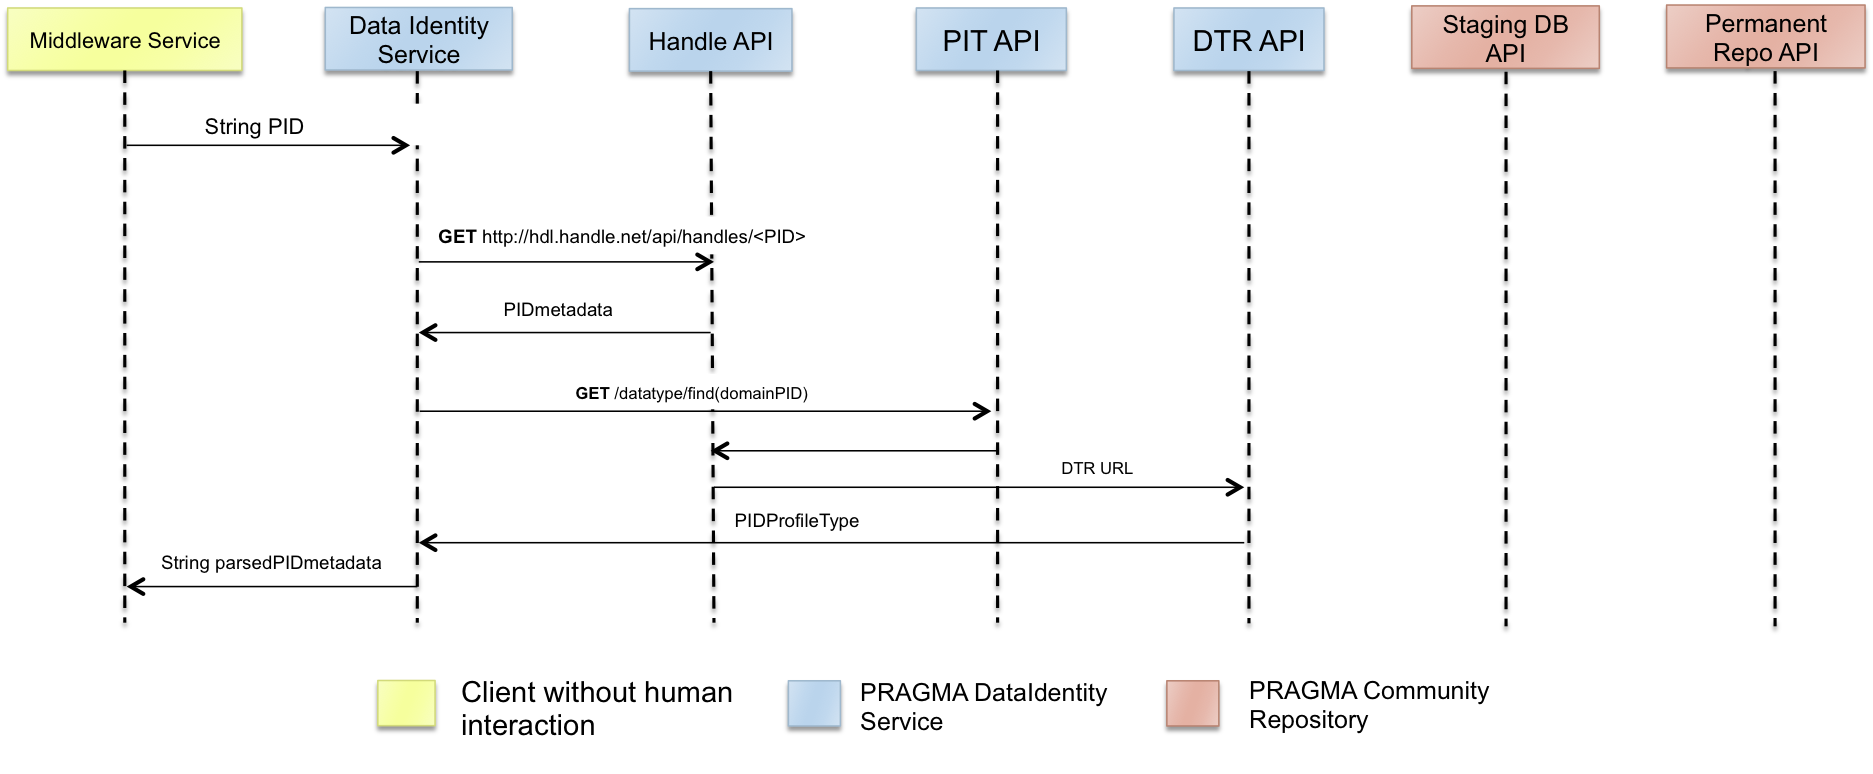 Middleware Service
Data Identity
Service
Handle API
PIT API
DTR API
Staging DB
API
Permanent
Repo API
String PID
GET http://hdl.handle.net/api/handles/<PID>
PIDmetadata
GET /datatype/find(domainPID)
DTR URL
PIDProfileType
String parsedPIDmetadata
Client without human
interaction
PRAGMA DataIdentity
Service
PRAGMA Community
Repository